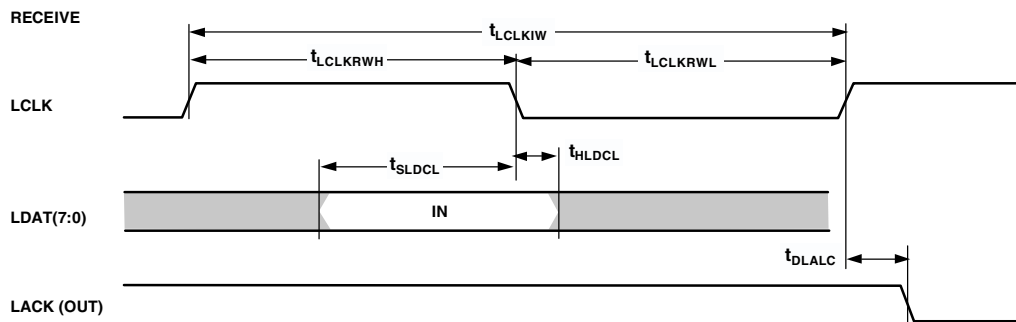 RECEIVE
tLCLKIW
tLCLKRWH
tLCLKRWL
LCLK
tSLDCL
tHLDCL
LDAT(7:0)
IN
tDLALC
LACK (OUT)